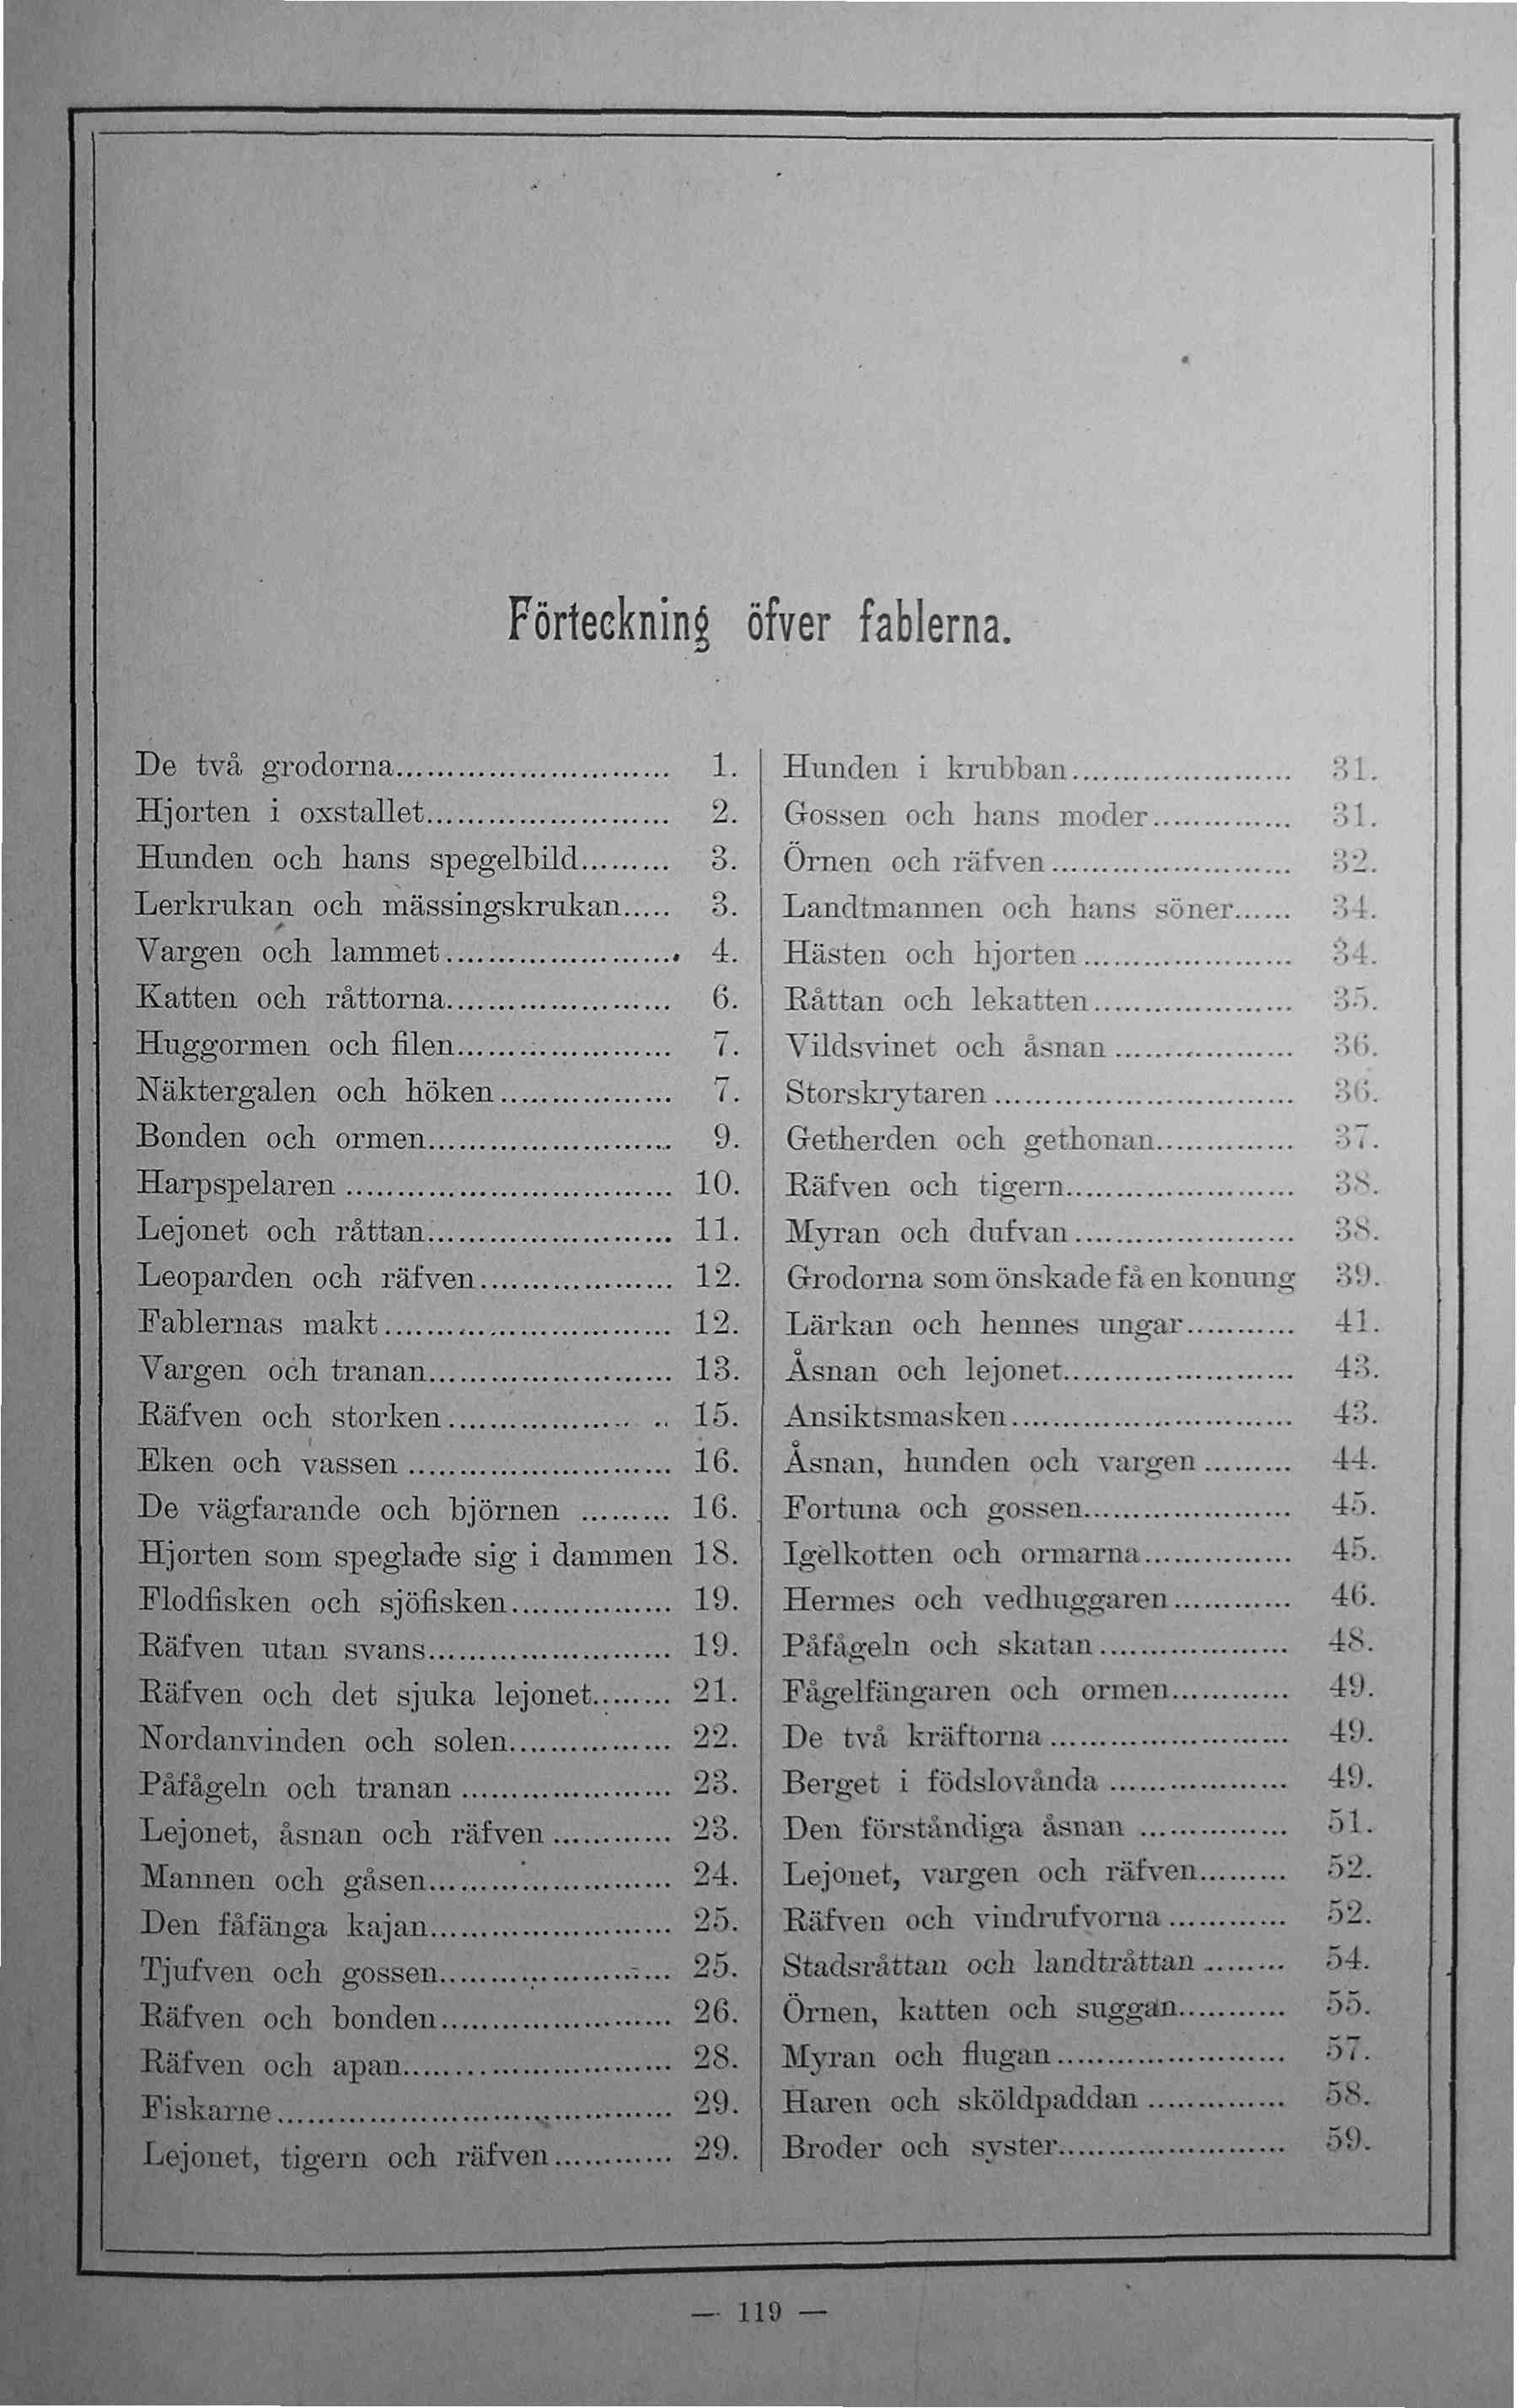 Förteckning öfver fablerna.
De två grodorna............................ 1.
Hjorten i oxstallet......................... 2.
Hunden och hans spegelbild.......... 3.
Lerkrukan och mässingskrukan..... 3.
Vargen och lammet........................ 4.
Katten och råttorna....................... 6.
Huggormen och filen...................... 7.
Näktergalen och höken.................. 7.
Bonden och ormen......................... 9.
Harpspelaren ................................. 10.
Lejonet och råttan......................... 11.
Leoparden och räfven.................... 12.
Fablernas makt............................. 12.
Vargen och tranan......................... 13.
Räfven och storken.................... .. 15.
Eken och vassen ........................... 16.
De vägfarande och björnen ......... 16.
Hjorten som speglade sig i dammen 18.
Flodfisken och sjöfisken................. 19.
Räfven utan svans......................... 19.
Räfven och det sjuka lejonet......... 21.
Nordanvinden och solen................. 22.
Påfågeln och tranan ..................... 23.
Lejonet, åsnan och räfven ............ 23.
Mannen och gåsen......................... 24.
Den fåfänga kajan......................... 25.
Tjufven och gossen........................ 25.
Räfven och bonden........................ 26.
Räfven och apan............................ 28.
Fiskarne........................................ 29.
Lejonet, tigern och räfven............ 29.
Hunden i krubban....................... 31.
Gossen och hans moder............... 31.
Örnen och räfven......................... 32.
Landtmannen och hans söner...... 34.
Hästen och hjorten...................... 34.
Råttan och lekatten..................... 35.
Vildsvinet och åsnan................... 36.
Storskrytaren............................... 36.
Getherden och gethonan............... 37.
Räfven och tigern........................ 38.
Myran och dufvan....................... 38.
Grodorna som önskade få en konung 39.
Lärkan och hennes ungar............ 41.
Åsnan och lejonet........................ 43.
Ansiktsmasken............................. 43.
Åsnan, hunden och vargen.......... 44.
Fortuna och gossen...................... 45.
Igelkotten och ormarna............... 45.
Hermes och vedhuggaren............. 46.
Påfågeln och skatan.................... 48.
Fågelfängaren och ormen............. 49.
De två kräftorna......................... 49.
Berget i födslovånda................... 49.
Den förståndiga åsnan ................ 51.
Lejonet, vargen och räfven.......... 52.
Räfven och vindrufvorna............. 52.
Stadsråttan och landtråttan......... 54.
Örnen, katten och suggan............ 55.
Myran och flugan........................ 57.
Haren och sköldpaddan............... 58.
Broder och syster........................ 59.
— 119 —